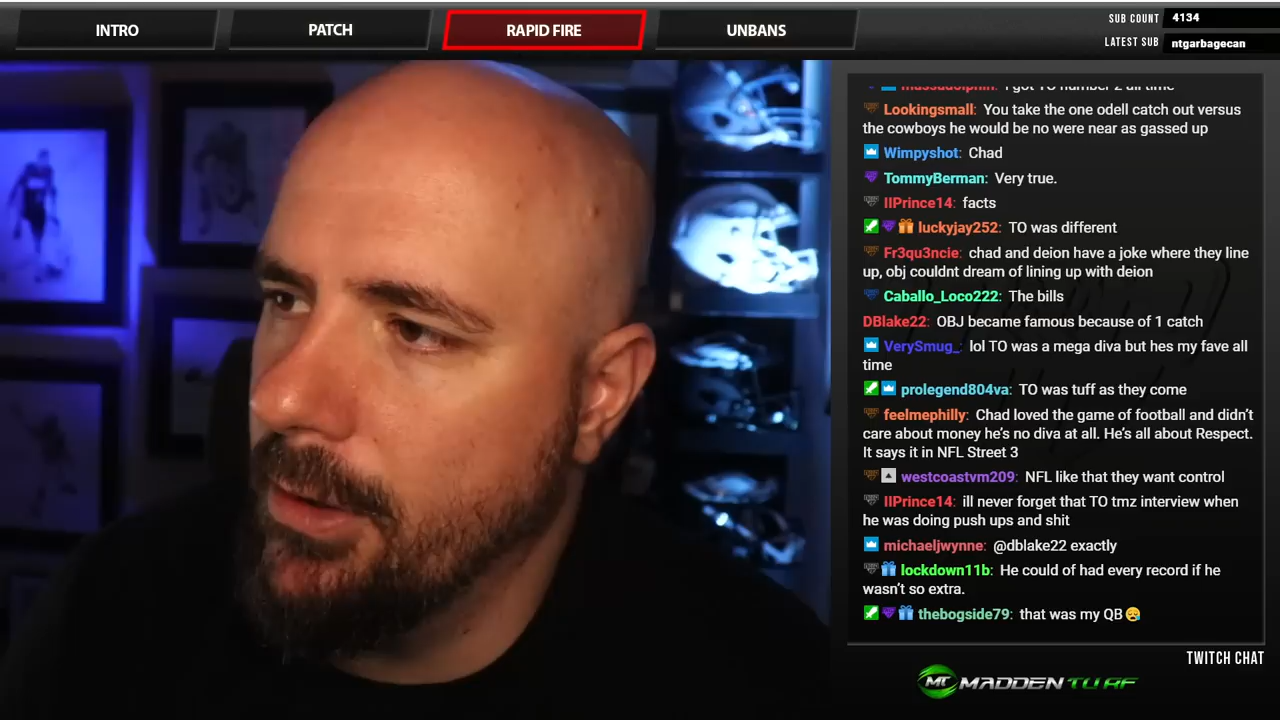 INTRO
PATCH
RAPID FIRE
UNBANS
SUB COUNT 4134
LATEST SUB ntgarbagecan
I got TO number 2 all time
Lookingsmall: You take the one odell catch out versus
the cowboys he would be no were near as gassed up
Wimpyshot: Chad
TommyBerman: Very true.
IIPrince14: facts
luckyjay252: TO was different
Fr3qu3ncie: chad and deion have a joke where they line
up, obj couldnt dream of lining up with deion
Caballo_Loco222: The bills
DBlake22: OBJ became famous because of 1 catch
VerySmug_: lol TO was a mega diva but hes my fave all
time
prolegend804va: TO was tuff as they come
feelmephilly: Chad loved the game of football and didn't
care about money he's no diva at all. He's all about Respect.
It says it in NFL Street 3
westcoastvm209: NFL like that they want control
IIPrince14: ill never forget that TO tmz interview when
he was doing push ups and shit
michaeljwynne: @dblake22 exactly
lockdown11b: He could of had every record if he
wasn't so extra.
thebogside79: that was my QB😪
TWITCH CHAT
MT MADDEN TURF